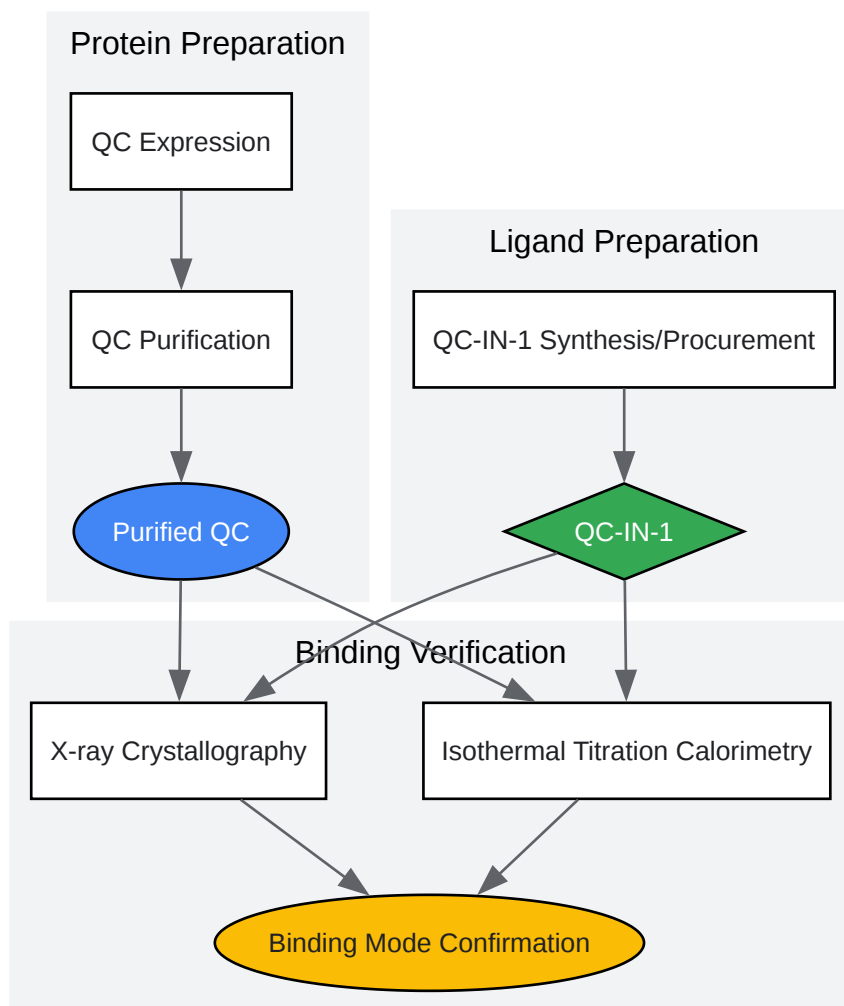 Protein Preparation
QC Expression
QC Purification
Purified QC
Ligand Preparation
QC-IN-1 Synthesis/Procurement
QC-IN-1
Binding Verification
X-ray Crystallography
Isothermal Titration Calorimetry
Binding Mode Confirmation